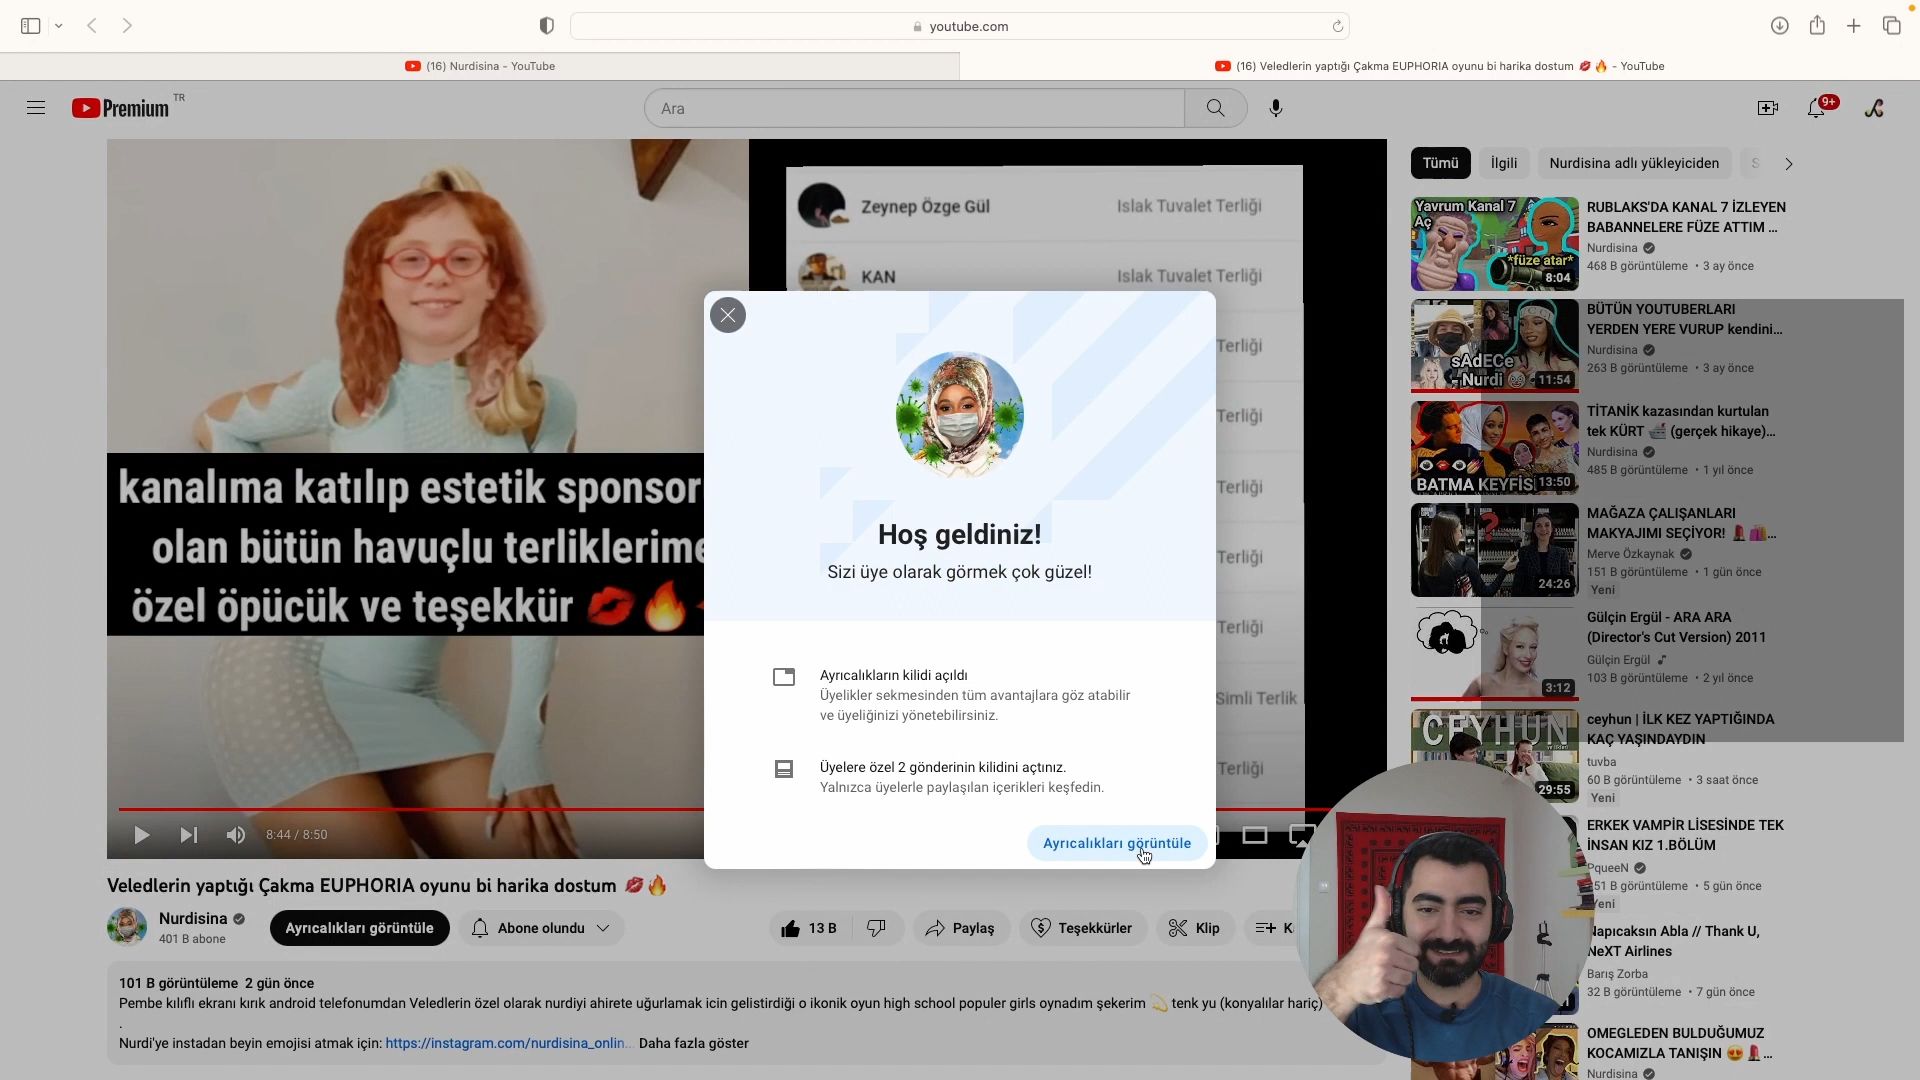 youtube.com
(16) Nurdisina - YouTube
(16) Veledlerin yaptığı Çakma EUPHORIA oyunu bi harika dostum 💋🔥 - YouTube
Premium TR
Ara
9+
Zeynep Özge Gül Islak Tuvalet Terliği
KAN Islak Tuvalet Terliği
Terliği
Terliği
Terliği
Terliği
Terliği
Simli Terlik
Terliği
kanalıma katılıp estetik sponsor
olan bütün havuçlu terliklerime
özel öpücük ve teşekkür 💋🔥
8:44 / 8:50
Hoş geldiniz!
Sizi üye olarak görmek çok güzel!
Ayrıcalıkların kilidi açıldı
Üyelikler sekmesinden tüm avantajlara göz atabilir
ve üyeliğinizi yönetebilirsiniz.
Üyelere özel 2 gönderinin kilidini açtınız.
Yalnızca üyelerle paylaşılan içerikleri keşfedin.
Ayrıcalıkları görüntüle
Veledlerin yaptığı Çakma EUPHORIA oyunu bi harika dostum 💋🔥
Nurdisina
401 B abone
Ayrıcalıkları görüntüle
Abone olundu
13 B
Paylaş
Teşekkürler
Klip
101 B görüntüleme 2 gün önce
Pembe kılıflı ekranı kırık android telefonumdan Veledlerin özel olarak nurdiyi ahirete uğurlamak icin gelistirdiği o ikonik oyun high school populer girls oynadım şekerim 💫 tenk yu (konyalılar hariç)
.
Nurdi'ye instadan beyin emojisi atmak için: https://instagram.com/nurdisina_onlin... Daha fazla göster
Tümü
İlgili
Nurdisina adlı yükleyiciden
Yavrum Kanal 7
Aç
*füze atar*
8:04
RUBLAKS'DA KANAL 7 İZLEYEN
BABANNELERE FÜZE ATTIM ...
Nurdisina
468 B görüntüleme • 3 ay önce
sAdECe
-Nurdi
11:54
BÜTÜN YOUTUBERLARI
YERDEN YERE VURUP kendini...
Nurdisina
263 B görüntüleme • 3 ay önce
BATMA KEYFİS
13:50
TİTANİK kazasından kurtulan
tek KÜRT 🚢 (gerçek hikaye)...
Nurdisina
485 B görüntüleme • 1 yıl önce
24:26
MAĞAZA ÇALIŞANLARI
MAKYAJIMI SEÇİYOR! 💄🛍️...
Merve Özkaynak
151 B görüntüleme • 1 gün önce
Yeni
3:12
Gülçin Ergül - ARA ARA
(Director's Cut Version) 2011
Gülçin Ergül
103 B görüntüleme • 2 yıl önce
CEYHUN
29:55
ceyhun | İLK KEZ YAPTIĞINDA
KAÇ YAŞINDAYDIN
tuvba
60 B görüntüleme • 3 saat önce
Yeni
ERKEK VAMPİR LİSESİNDE TEK
İNSAN KIZ 1.BÖLÜM
PqueeN
51 B görüntüleme • 5 gün önce
Yeni
Napıcaksın Abla // Thank U,
NeXT Airlines
Barış Zorba
32 B görüntüleme • 7 gün önce
OMEGLEDEN BULDUĞUMUZ
KOCAMIZLA TANIŞIN 😍💄...
Nurdisina